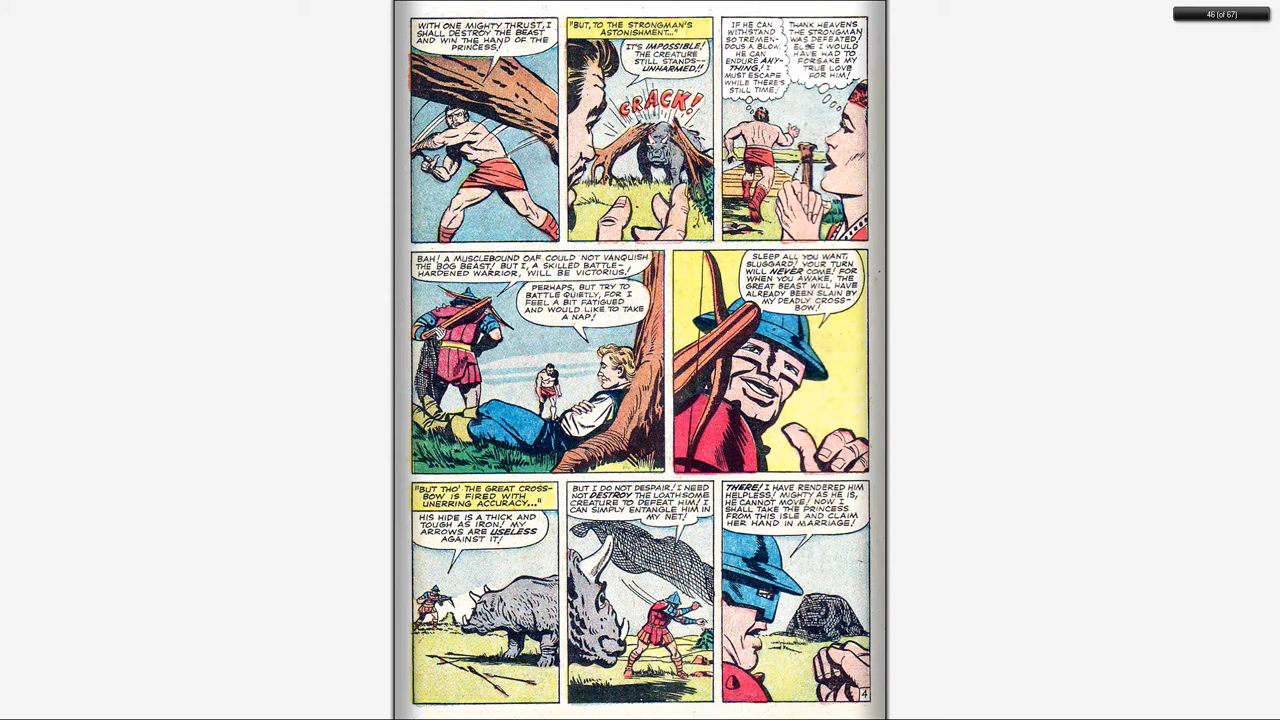 46 (of 67)
WITH ONE MIGHTY THRUST, I
SHALL DESTROY THE BEAST
AND WIN THE HAND OF THE
PRINCESS!
"BUT, TO THE STRONGMAN'S
ASTONISHMENT..."
IT'S IMPOSSIBLE!
THE CREATURE
STILL STANDS--
UNHARMED!!
CRACK!
IF HE CAN
WITHSTAND
SO TREMEN-
DOUS A BLOW,
HE CAN
ENDURE ANY-
THING! I
MUST ESCAPE
WHILE THERE'S
STILL TIME!
THANK HEAVENS
THE STRONGMAN
WAS DEFEATED!
ELSE I WOULD
HAVE HAD TO
FORSAKE MY
TRUE LOVE
FOR HIM!
BAH! A MUSCLEBOUND OAF COULD NOT VANQUISH
THE BOG BEAST! BUT I, A SKILLED BATTLE-
HARDENED WARRIOR, WILL BE VICTORIUS!
PERHAPS, BUT TRY TO
BATTLE QUIETLY, FOR I
FEEL A BIT FATIGUED
AND WOULD LIKE TO TAKE
A NAP!
SLEEP ALL YOU WANT,
SLUGGARD! YOUR TURN
WILL NEVER COME! FOR
WHEN YOU AWAKE, THE
GREAT BEAST WILL HAVE
ALREADY BEEN SLAIN BY
MY DEADLY CROSS-
BOW!
"BUT THO' THE GREAT CROSS-
BOW IS FIRED WITH
UNERRING ACCURACY..."
HIS HIDE IS A THICK AND
TOUGH AS IRON! MY
ARROWS ARE USELESS
AGAINST IT!
BUT I DO NOT DESPAIR! I NEED
NOT DESTROY THE LOATHSOME
CREATURE TO DEFEAT HIM! I
CAN SIMPLY ENTANGLE HIM IN
MY NET!
THERE! I HAVE RENDERED HIM
HELPLESS! MIGHTY AS HE IS,
HE CANNOT MOVE! NOW I
SHALL TAKE THE PRINCESS
FROM THIS ISLE AND CLAIM
HER HAND IN MARRIAGE!
4